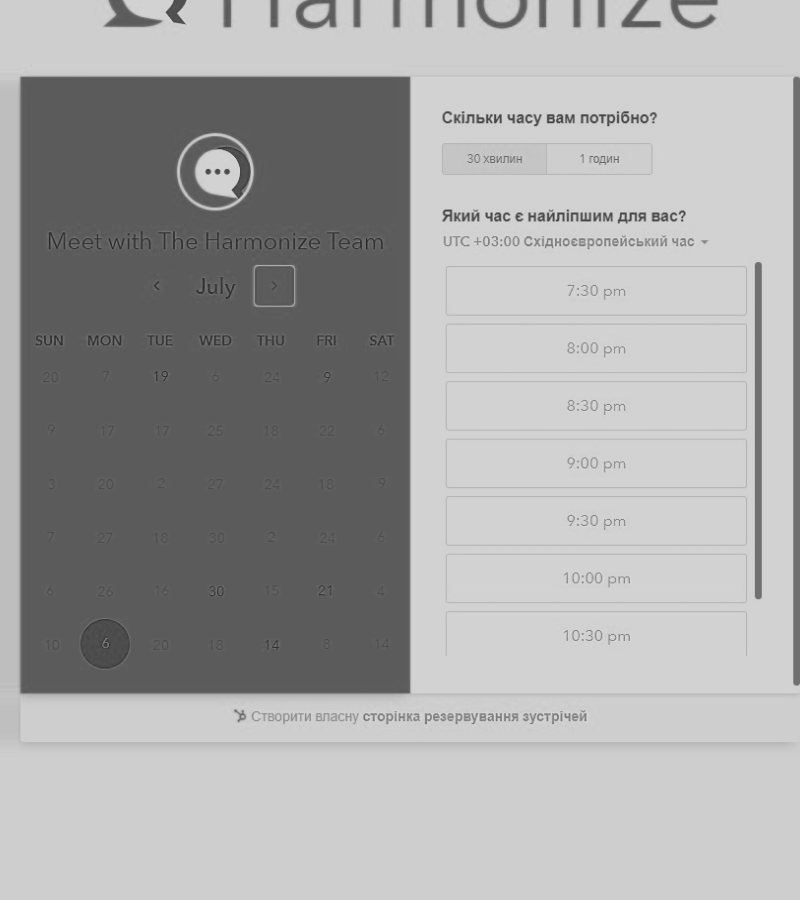 Harmonize
Meet with The Harmonize Team
July
SUN MON TUE WED THU FRI SAT
20 7 19 6 24 9 12
9 17 17 25 18 22 6
3 20 2 27 24 18 9
7 27 18 30 2 24 6
6 26 16 30 15 21 4
10 6 20 18 14 8 14
Скільки часу вам потрібно?
30 хвилин 1 годин
Який час є найліпшим для вас?
UTC +03:00 Східноєвропейський час
7:30 pm
8:00 pm
8:30 pm
9:00 pm
9:30 pm
10:00 pm
10:30 pm
Створити власну сторінка резервування зустрічей